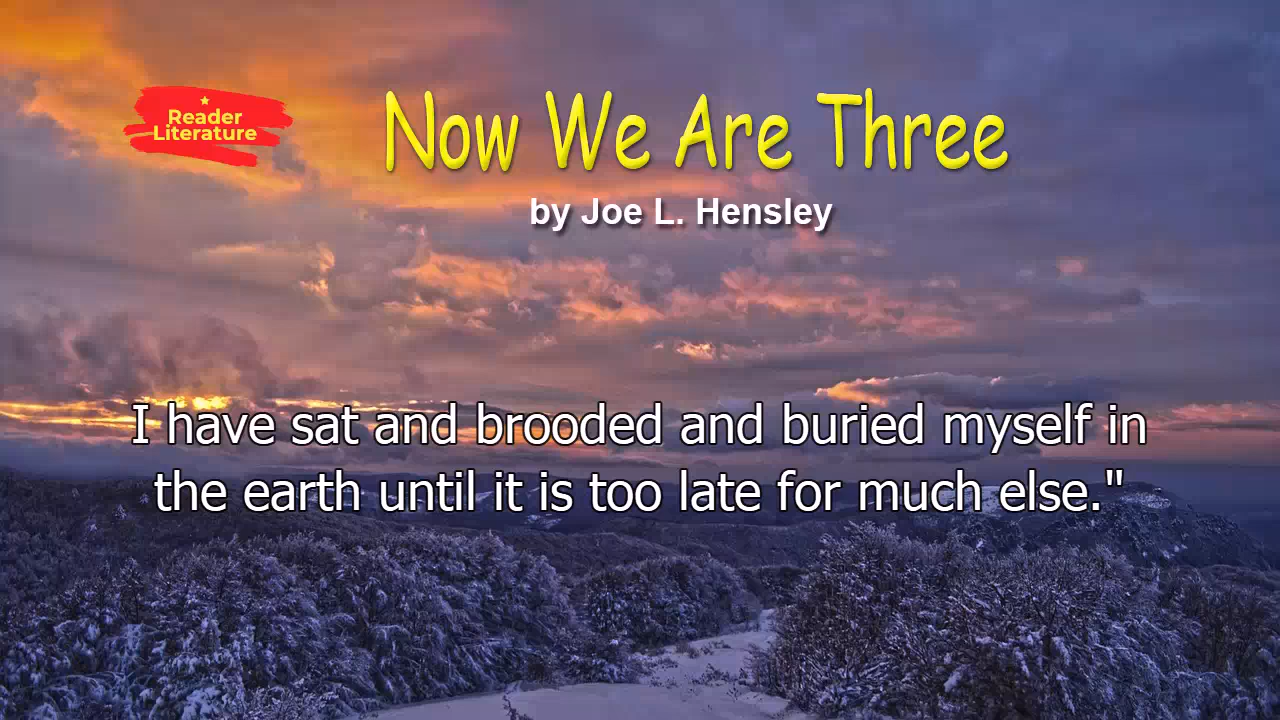 Reader
Literature
Now We Are Three
by Joe L. Hensley
I have sat and brooded and buried myself in
the earth until it is too late for much else."